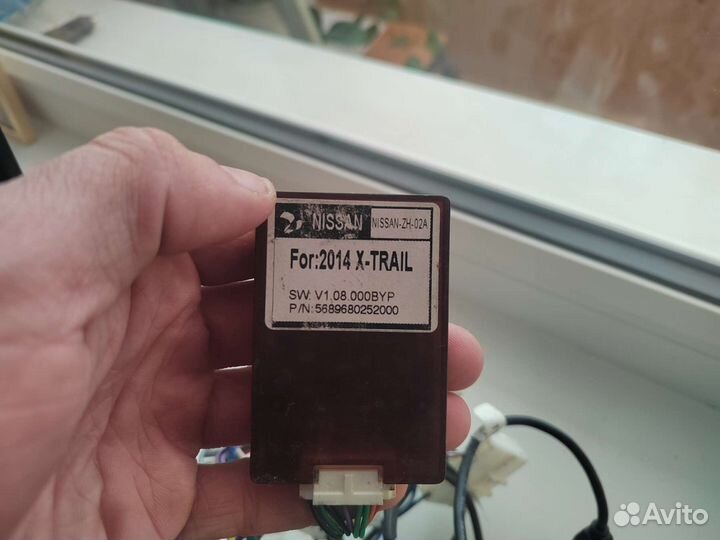 NISSAN NISSAN-ZH-02A
For:2014 X-TRAIL
SW: V1.08.000BYP
P/N:5689680252000
Avito